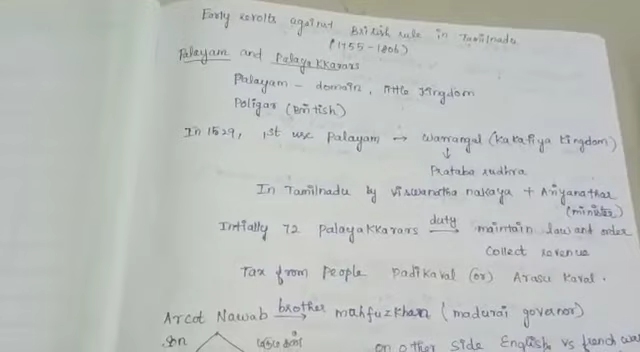 Early revolts against British rule in Tamilnadu
(1755-1806)
Palayam and Palayakkarars
Palayam - domain, little kingdom
Poligar (British)
In 1529, 1st use Palayam → Warrangal (Kakatiya kingdom)
↓
Prataba rudhra
In Tamilnadu by Viswanatha nakaya + Ariyanathar
(minister)
Initially 72 Palayakkarars duty → maintain law and order
collect revenue
Tax from People Padikaval (or) Arasu Kaval.
Arcot Nawab brother → mahfuzkhan (madurai governor)
son
on other side English vs french war